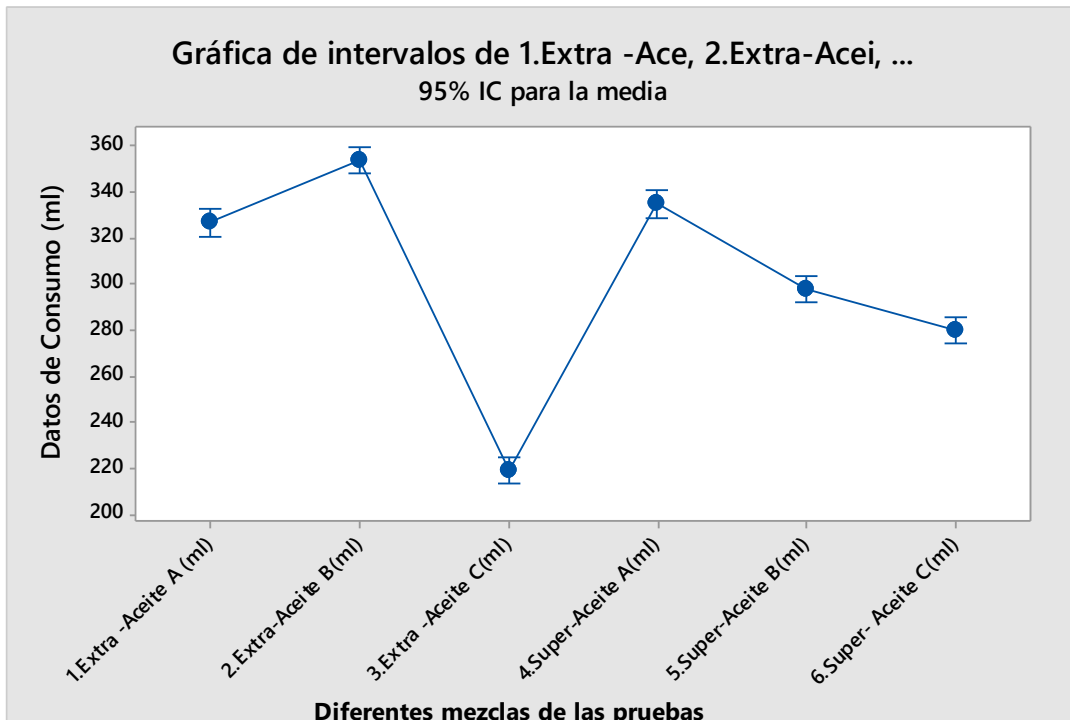 Gráfica de intervalos de 1.Extra -Ace, 2.Extra-Acei, ...
95% IC para la media
Datos de Consumo (ml)
360
340
320
300
280
260
240
220
200
1.Extra -Aceite A (ml)
2.Extra-Aceite B(ml)
3.Extra -Aceite C(ml)
4.Super-Aceite A(ml)
5.Super-Aceite B(ml)
6.Super- Aceite C(ml)
Diferentes mezclas de las pruebas